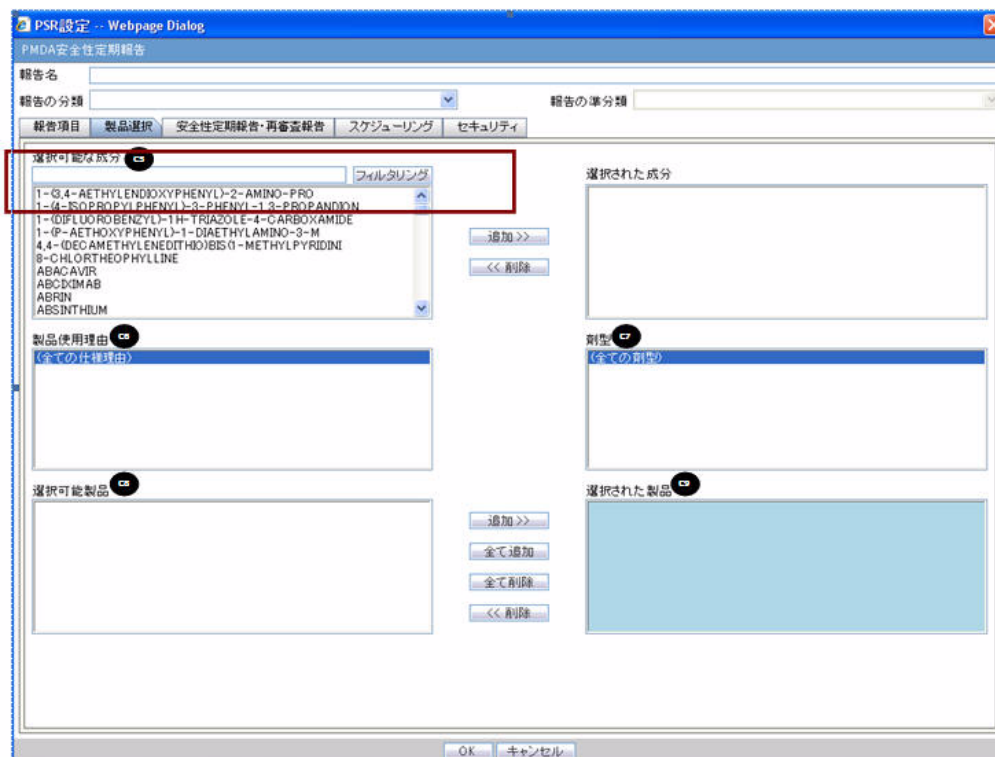 PSR設定 -- Webpage Dialog
PMDA安全性定期報告
報告名
報告の分類
報告の準分類
報告項目
製品選択
安全性定期報告・再審査報告
スケジューリング
セキュリティ
選択可能な成分
C5
フィルタリング
選択された成分
1-(3,4-AETHYLENDIOXYPHENYL)-2-AMINO-PRO
1-(4-ISOPROPYLPHENYL)-3-PHENYL-1,3-PROPANDION
1-(DIFLUOROBENZYL)-1H-TRIAZOLE-4-CARBOXAMIDE
1-(P-AETHOXYPHENYL)-1-DIAETHYLAMINO-3-M
4,4-(DECAMETHYLENEDITHIO)BIS(1-METHYLPYRIDINI
8-CHLORTHEOPHYLLINE
ABACAVIR
ABCIXIMAB
ABRIN
ABSINTHIUM
追加 >>
<< 削除
製品使用理由
C6
(全ての仕様理由)
剤型
C7
(全ての剤型)
選択可能製品
C8
追加 >>
全て追加
全て削除
<< 削除
選択された製品
C9
OK
キャンセル